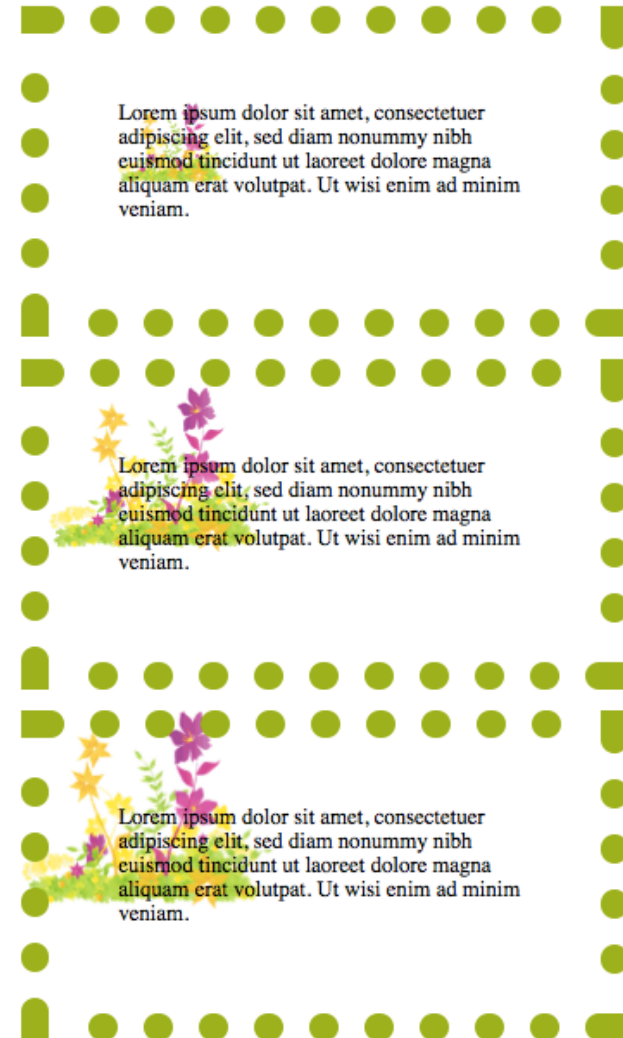 Lorem ipsum dolor sit amet, consectetuer
adipiscing elit, sed diam nonummy nibh
euismod tincidunt ut laoreet dolore magna
aliquam erat volutpat. Ut wisi enim ad minim
veniam.
Lorem ipsum dolor sit amet, consectetuer
adipiscing elit, sed diam nonummy nibh
euismod tincidunt ut laoreet dolore magna
aliquam erat volutpat. Ut wisi enim ad minim
veniam.
Lorem ipsum dolor sit amet, consectetuer
adipiscing elit, sed diam nonummy nibh
euismod tincidunt ut laoreet dolore magna
aliquam erat volutpat. Ut wisi enim ad minim
veniam.